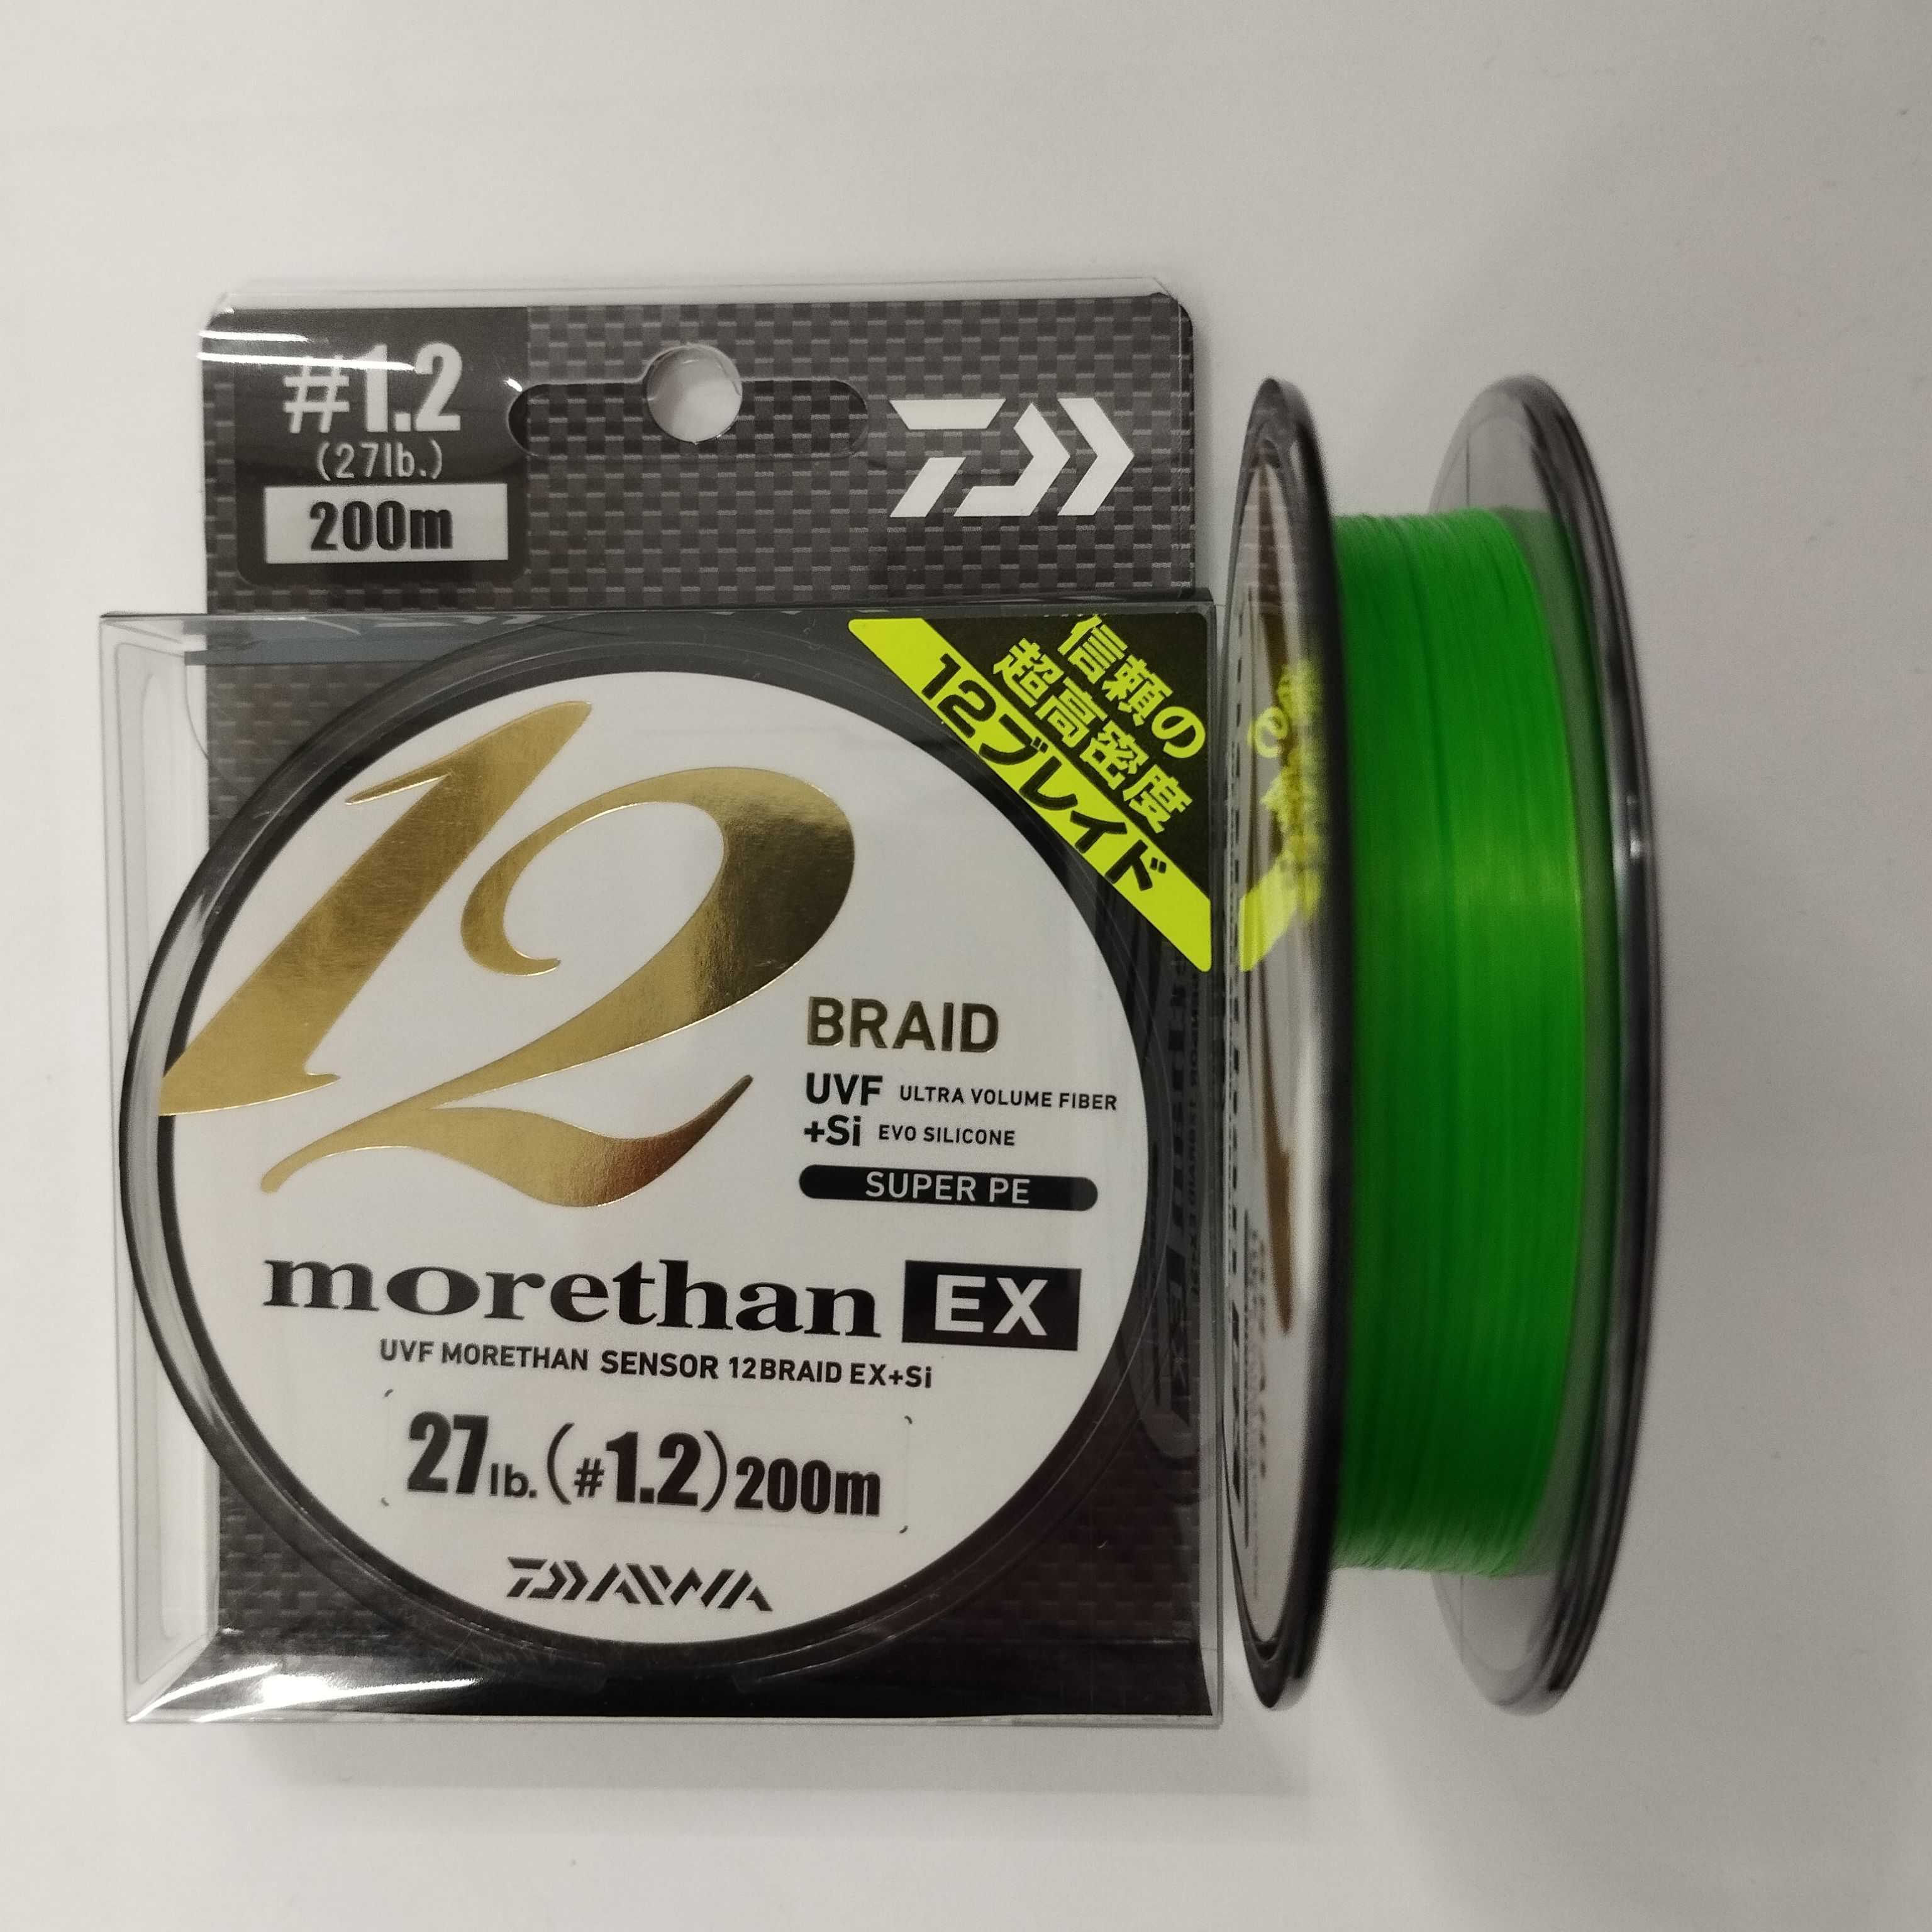 #1.2
(27lb.)
200m
信頼の
超高密度
12ブレイド
12
BRAID
UVF ULTRA VOLUME FIBER
+Si EVO SILICONE
SUPER PE
morethan EX
UVF MORETHAN SENSOR 12BRAID EX+Si
27lb.(#1.2)200m
DAIWA